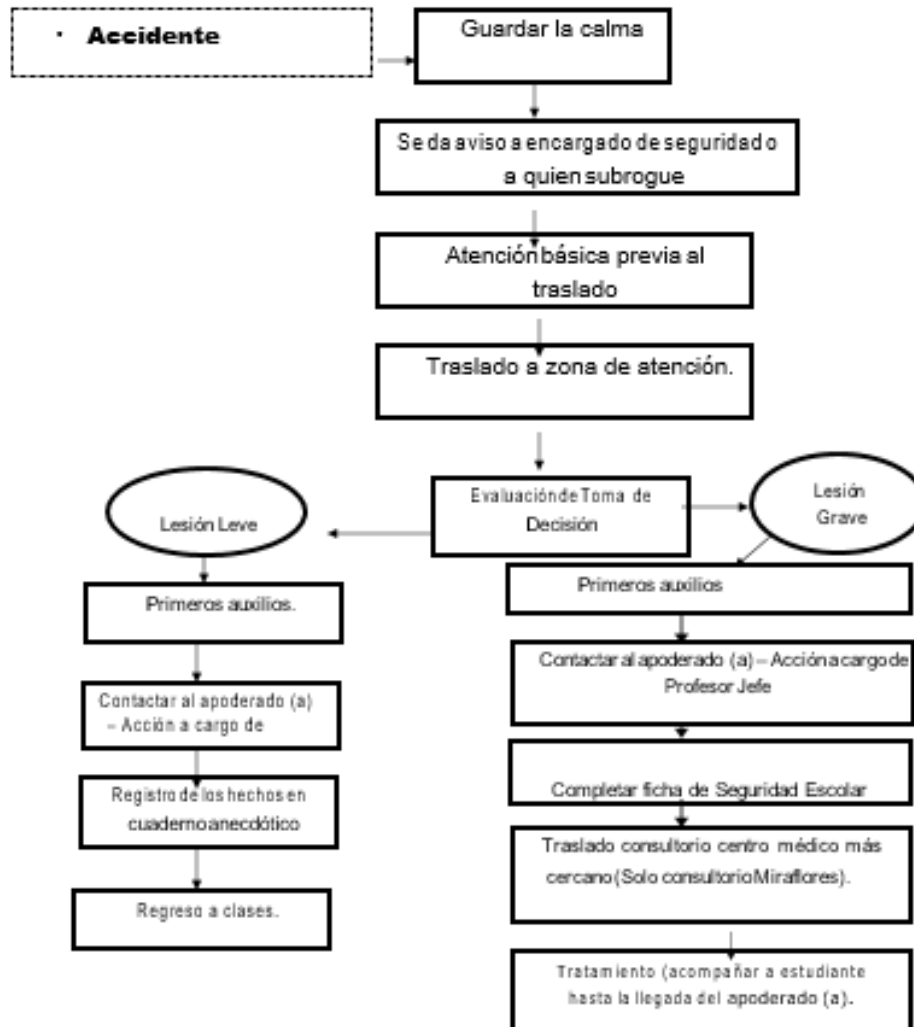 · Accidente
Guardar la calma
Se da aviso a encargado de seguridad o
a quien subrogue
Atención básica previa al
traslado
Traslado a zona de atención.
Evaluación de Toma de
Decisión
Lesión Leve
Primeros auxilios.
Contactar al apoderado (a)
– Acción a cargo de
Registro de los hechos en
cuaderno anecdótico
Regreso a clases.
Lesión
Grave
Primeros auxilios
Contactar al apoderado (a) – Acción a cargo de
Profesor Jefe
Completar ficha de Seguridad Escolar
Traslado consultorio centro médico más
cercano (Solo consultorio Miraflores).
Tratamiento (acompañar a estudiante
hasta la llegada del apoderado (a).